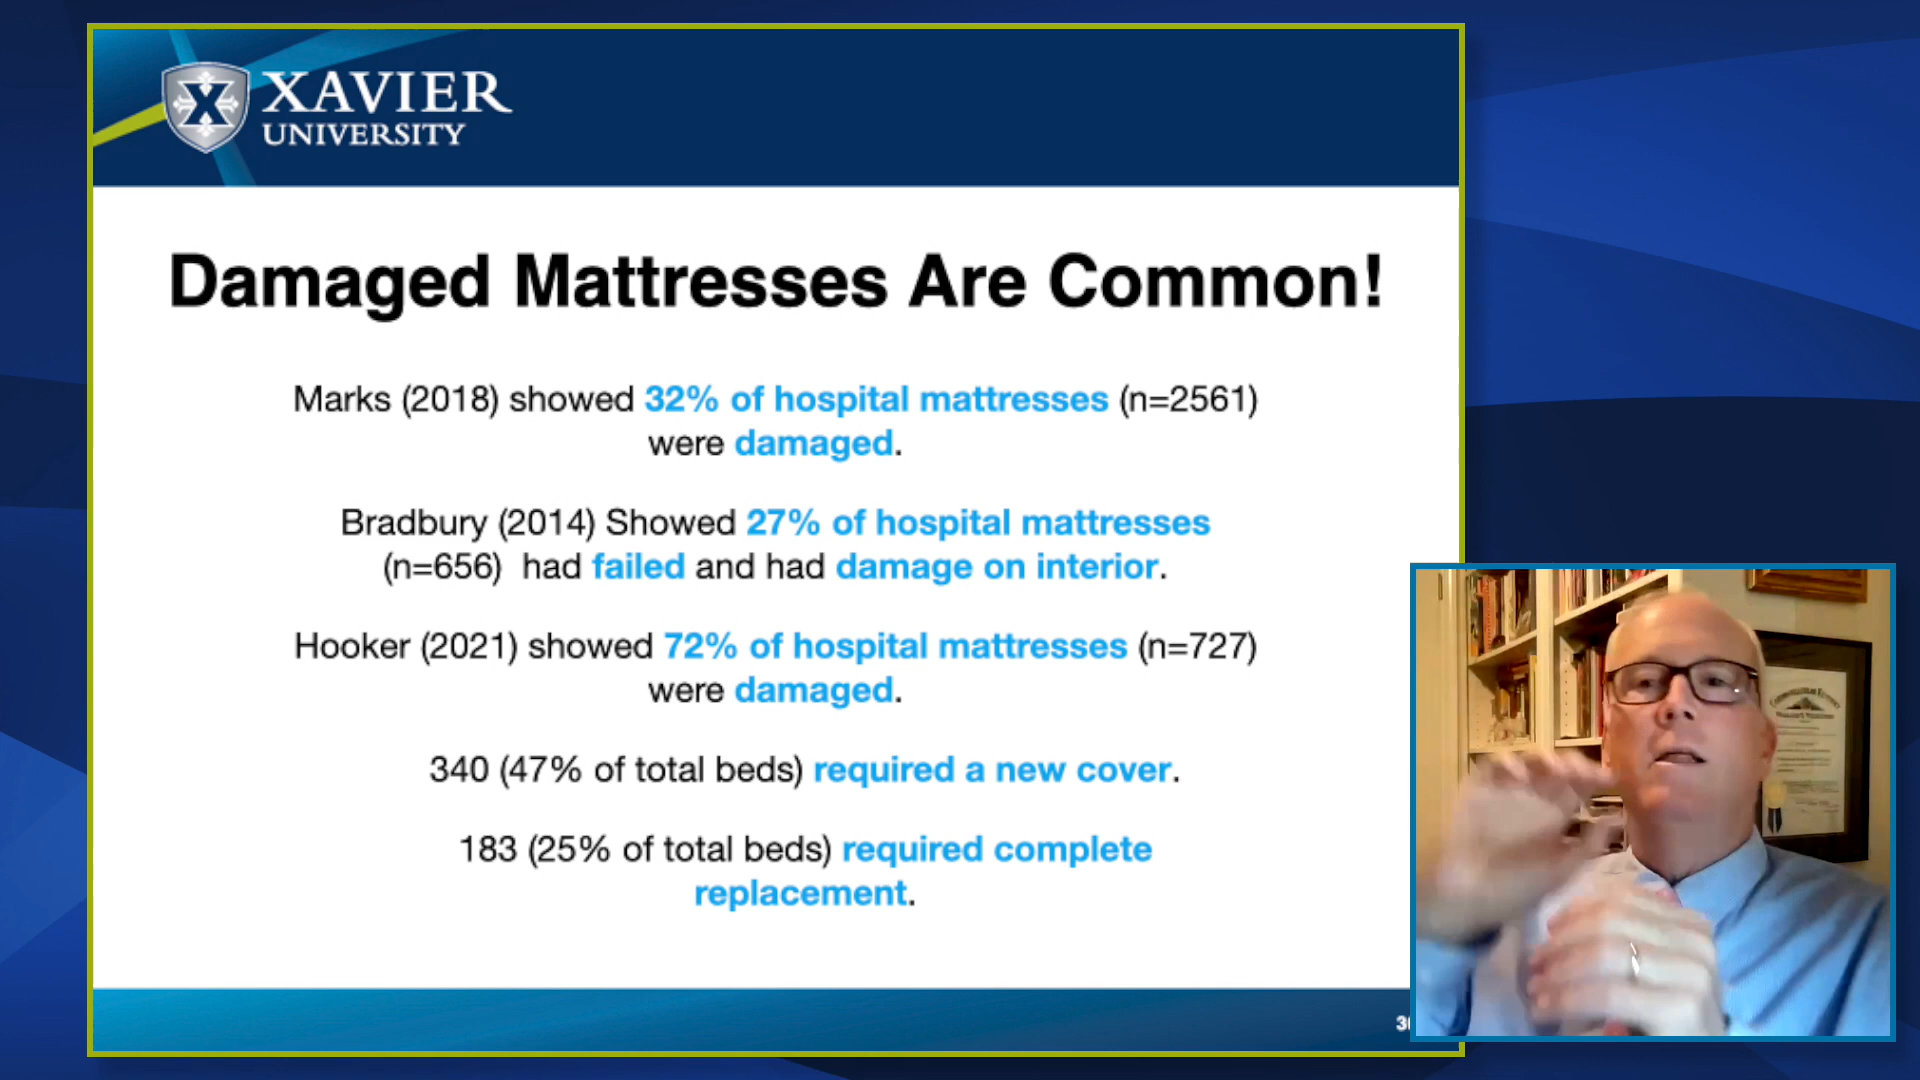 XAVIER
UNIVERSITY
Damaged Mattresses Are Common!
Marks (2018) showed 32% of hospital mattresses (n=2561)
were damaged.
Bradbury (2014) Showed 27% of hospital mattresses
(n=656) had failed and had damage on interior.
Hooker (2021) showed 72% of hospital mattresses (n=727)
were damaged.
340 (47% of total beds) required a new cover.
183 (25% of total beds) required complete
replacement.